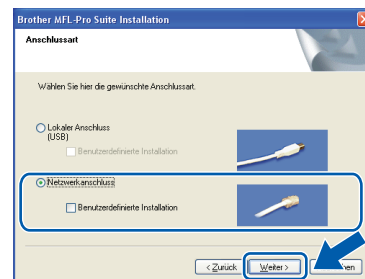 Brother MFL-Pro Suite Installation
Anschlussart
Wählen Sie hier die gewünschte Anschlussart.
Lokaler Anschluss
(USB)
Benutzerdefinierte Installation
Netzwerkanschluss
Benutzerdefinierte Installation
< Zurück
Weiter >